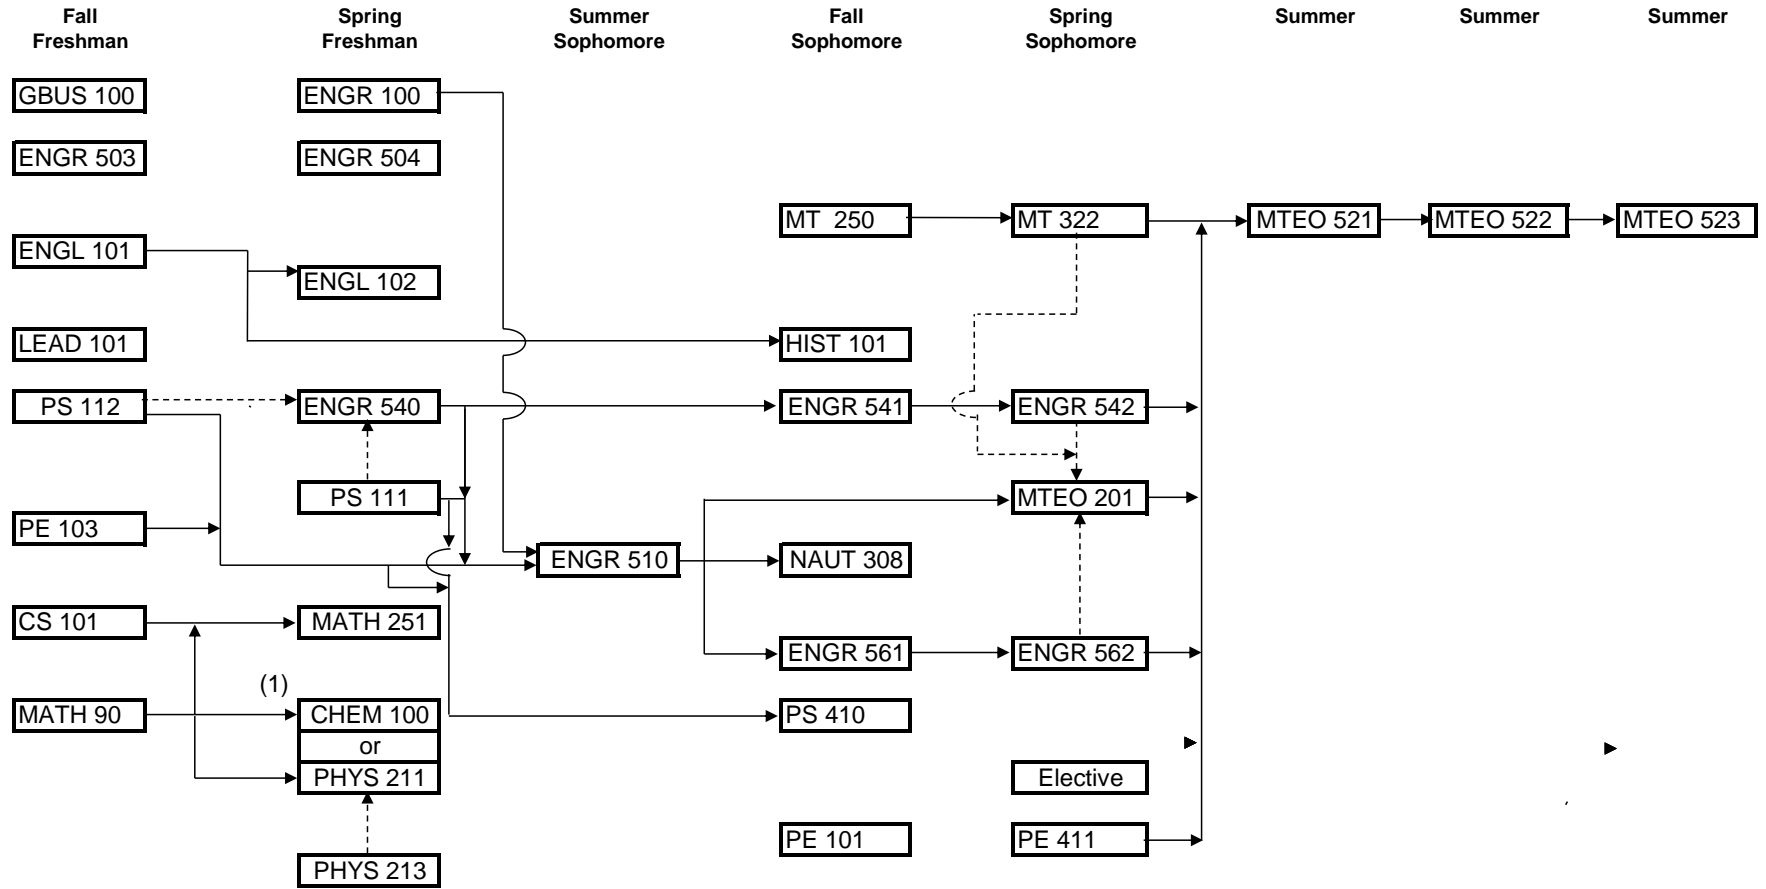 Fall Spring Summer Fall Spring Summer Summer Summer
Freshman Freshman Sophomore Sophomore Sophomore
GBUS 100 ENGR 100
ENGR 503 ENGR 504
MT  250 MT 322 MTEO 521 MTEO 522 MTEO 523
ENGL 101
ENGL 102
LEAD 101 HIST 101
PS 112 ENGR 540 ENGR 541 ENGR 542
PS 111 MTEO 201
PE 103
ENGR 510 NAUT 308
CS 101 MATH 251
ENGR 561 ENGR 562
(1)
MATH 90 CHEM 100 PS 410
or
PHYS 211 Elective
PE 101 PE 411
PHYS 213